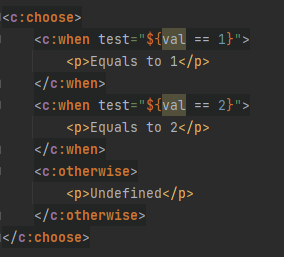 <c:choose>
    <c:when test="${val == 1}">
        <p>Equals to 1</p>
    </c:when>
    <c:when test="${val == 2}">
        <p>Equals to 2</p>
    </c:when>
    <c:otherwise>
        <p>Undefined</p>
    </c:otherwise>
</c:choose>